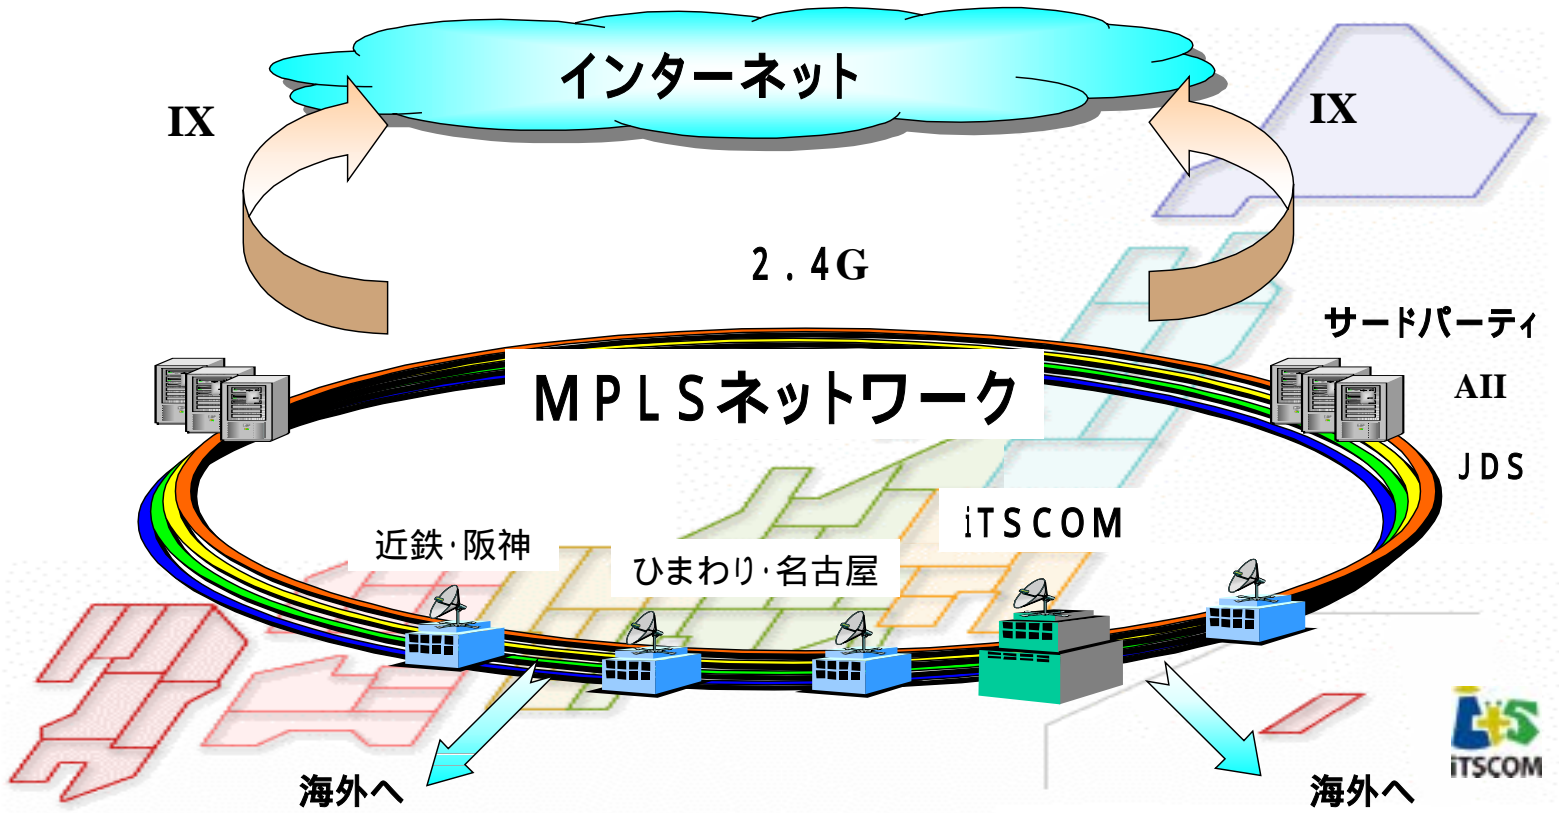 インターネット
IX
IX
2.4G
サードパーティ
MPLSネットワーク
AII
JDS
iTSCOM
近鉄・阪神
ひまわり・名古屋
海外へ
海外へ
iTSCOM